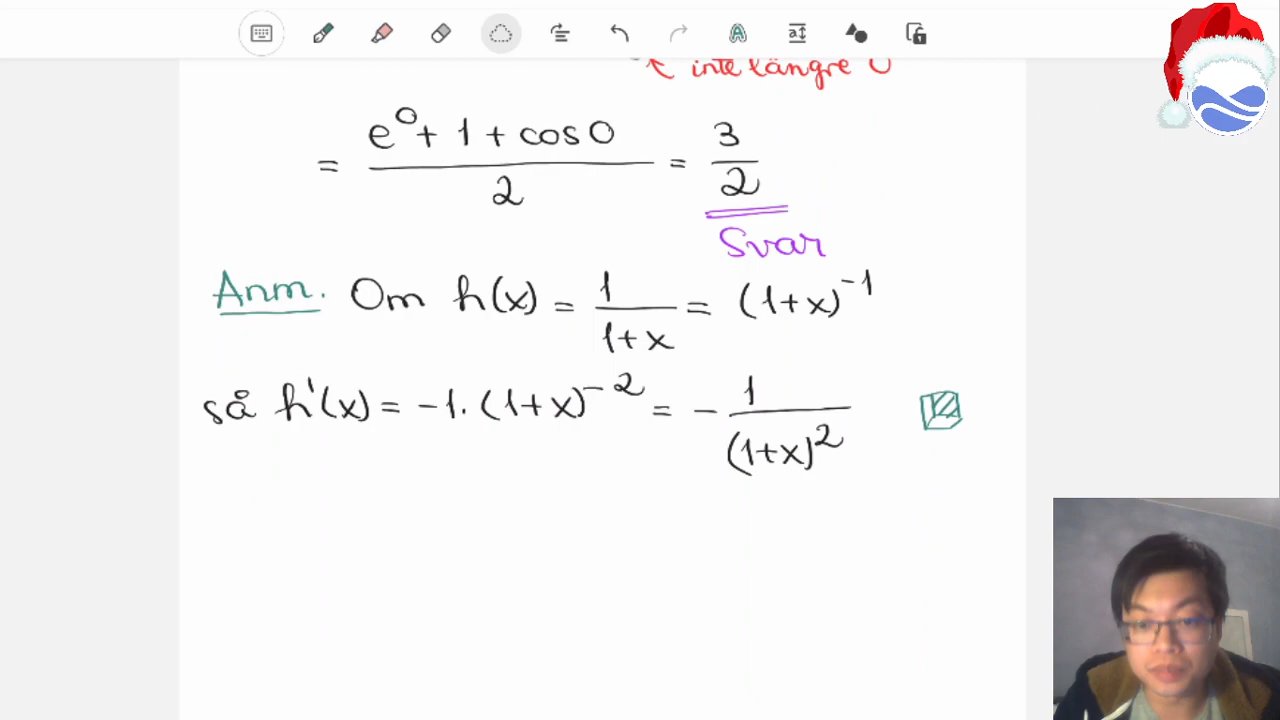 inte längre 0
= (e⁰ + 1 + cos 0)/2 = 3/2
Svar
Anm. Om h(x) = 1/(1+x) = (1+x)⁻¹
så h'(x) = -1·(1+x)⁻² = - 1/(1+x)²